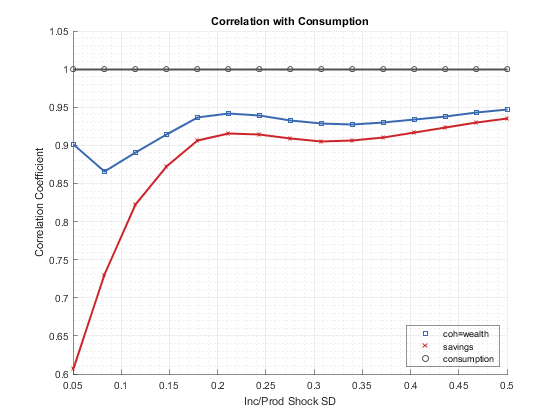 Correlation with Consumption
1.05
1
0.95
0.9
0.85
0.8
0.75
0.7
0.65
0.6
Correlation Coefficient
0.05 0.1 0.15 0.2 0.25 0.3 0.35 0.4 0.45 0.5
Inc/Prod Shock SD
coh=wealth
savings
consumption